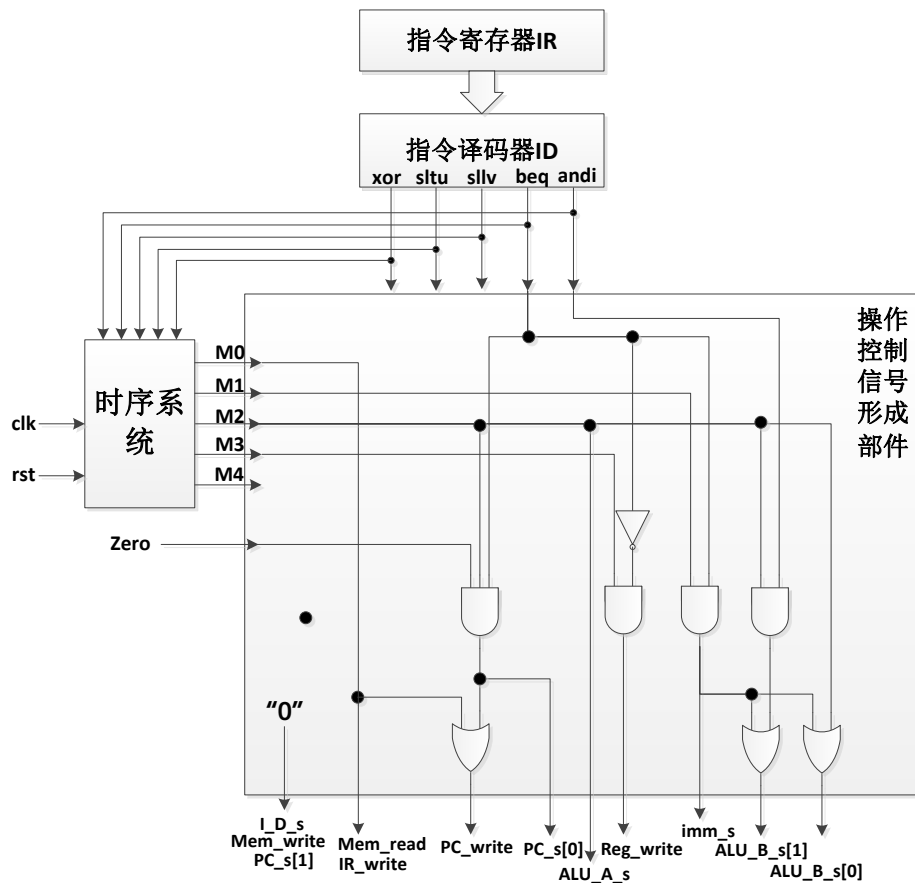 指令寄存器IR
指令译码器ID
xor sltu sllv beq andi
操作
控制
信号
形成
部件
时序系
统
M0
M1
M2
M3
M4
clk
rst
Zero
“0”
I_D_s
Mem_write
PC_s[1]
Mem_read
IR_write
PC_write
PC_s[0]
ALU_A_s
Reg_write
imm_s
ALU_B_s[1]
ALU_B_s[0]